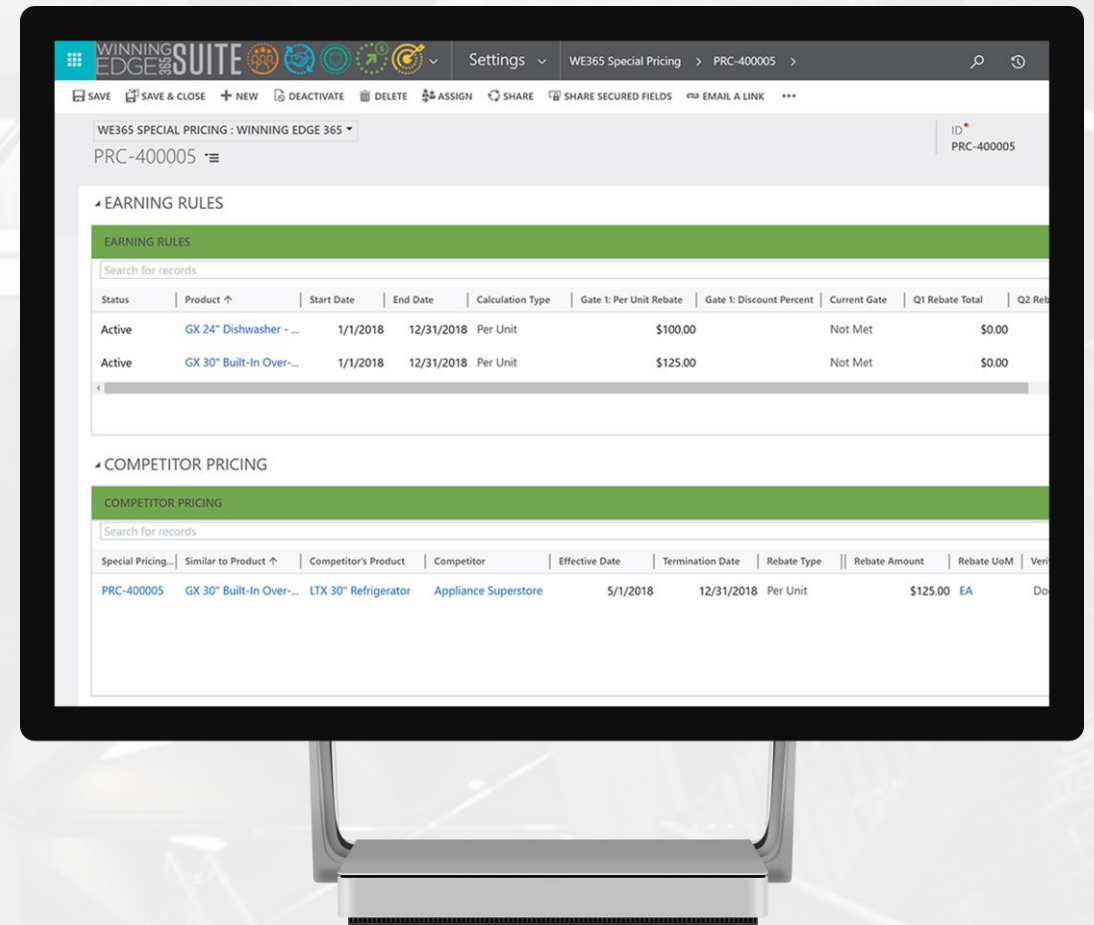 WINNING EDGE 365 SUITE Settings WE365 Special Pricing > PRC-400005 >
SAVE SAVE & CLOSE + NEW DEACTIVATE DELETE ASSIGN SHARE SHARE SECURED FIELDS EMAIL A LINK •••
WE365 SPECIAL PRICING : WINNING EDGE 365
PRC-400005
ID*
PRC-400005
EARNING RULES
EARNING RULES
Search for records
Status Product ↑ Start Date End Date Calculation Type Gate 1: Per Unit Rebate Gate 1: Discount Percent Current Gate Q1 Rebate Total Q2 Reb
Active GX 24" Dishwasher - ... 1/1/2018 12/31/2018 Per Unit $100.00 Not Met $0.00
Active GX 30" Built-In Over-... 1/1/2018 12/31/2018 Per Unit $125.00 Not Met $0.00
COMPETITOR PRICING
COMPETITOR PRICING
Search for records
Special Pricing... Similar to Product ↑ Competitor's Product Competitor Effective Date Termination Date Rebate Type Rebate Amount Rebate UoM Veri
PRC-400005 GX 30" Built-In Over-... LTX 30" Refrigerator Appliance Superstore 5/1/2018 12/31/2018 Per Unit $125.00 EA Do